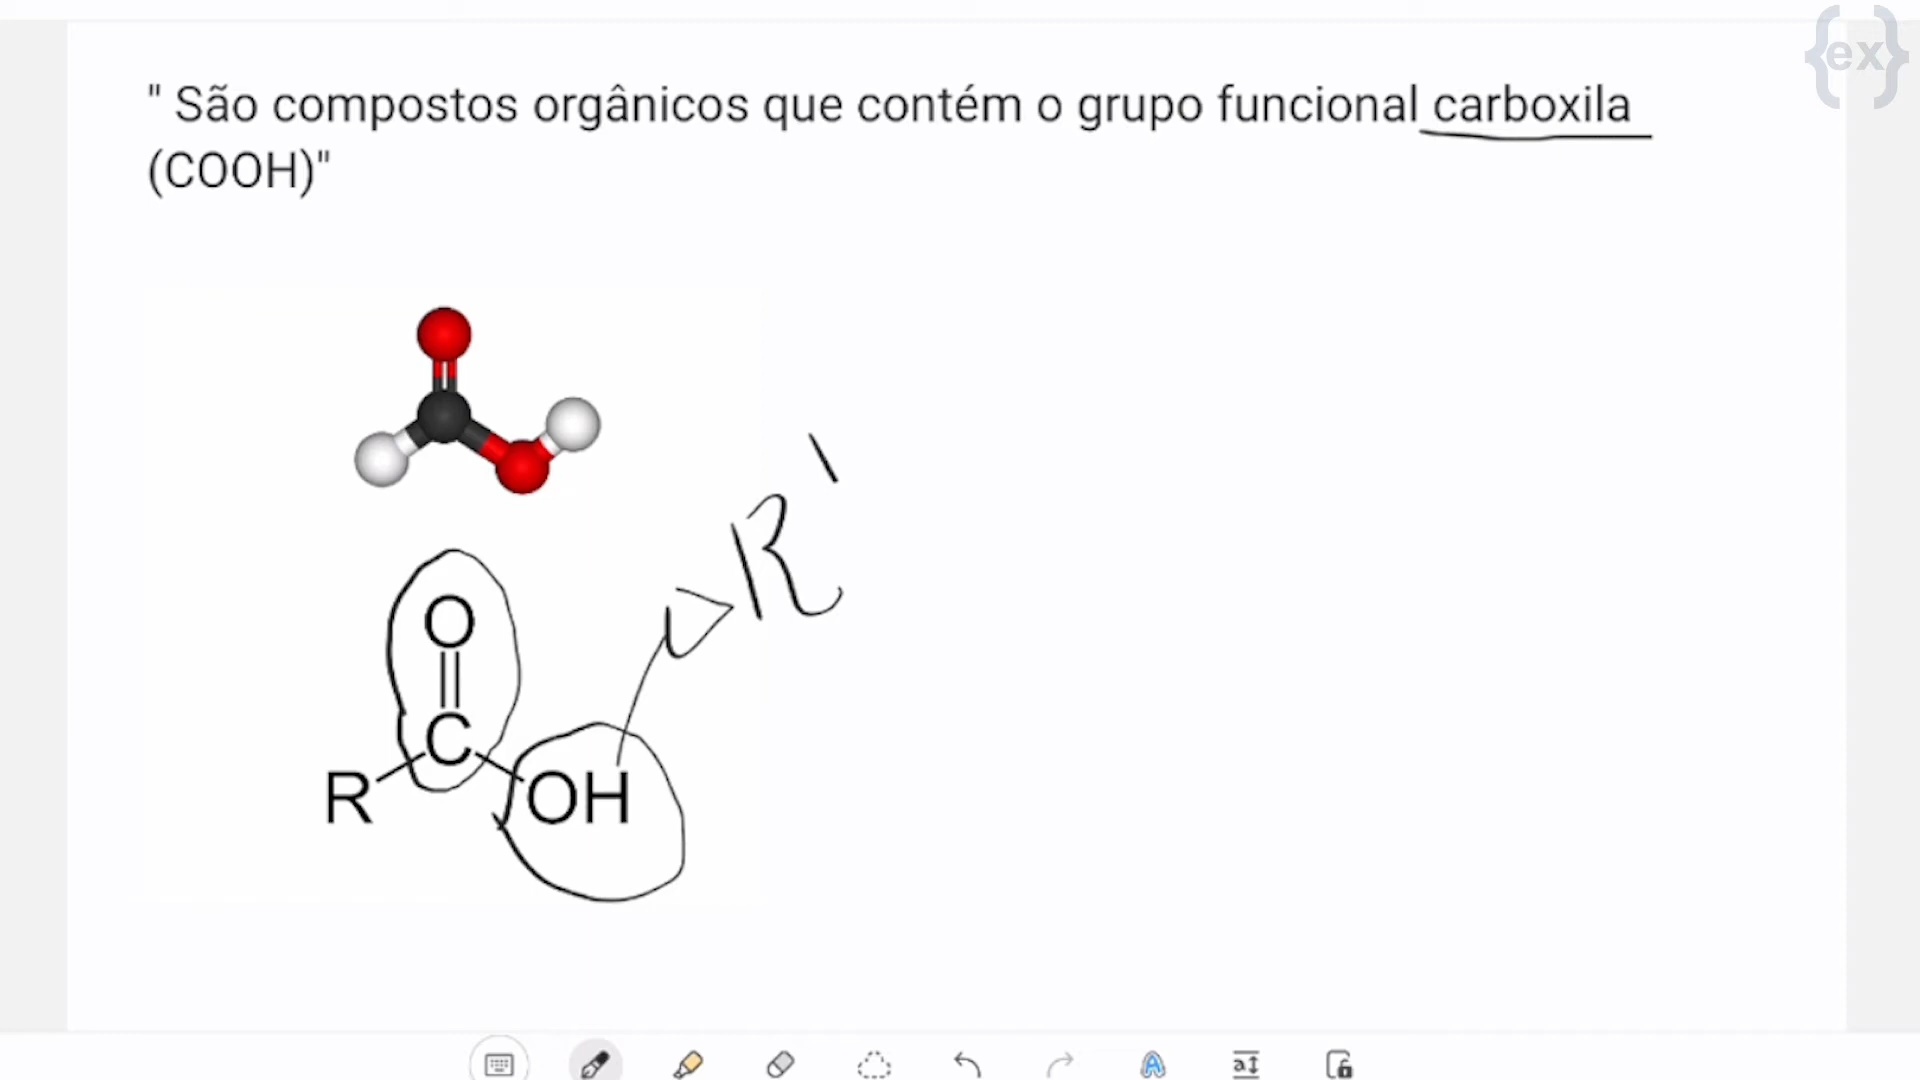 {ex}
" São compostos orgânicos que contém o grupo funcional carboxila
(COOH)"
R'
O
C
R OH